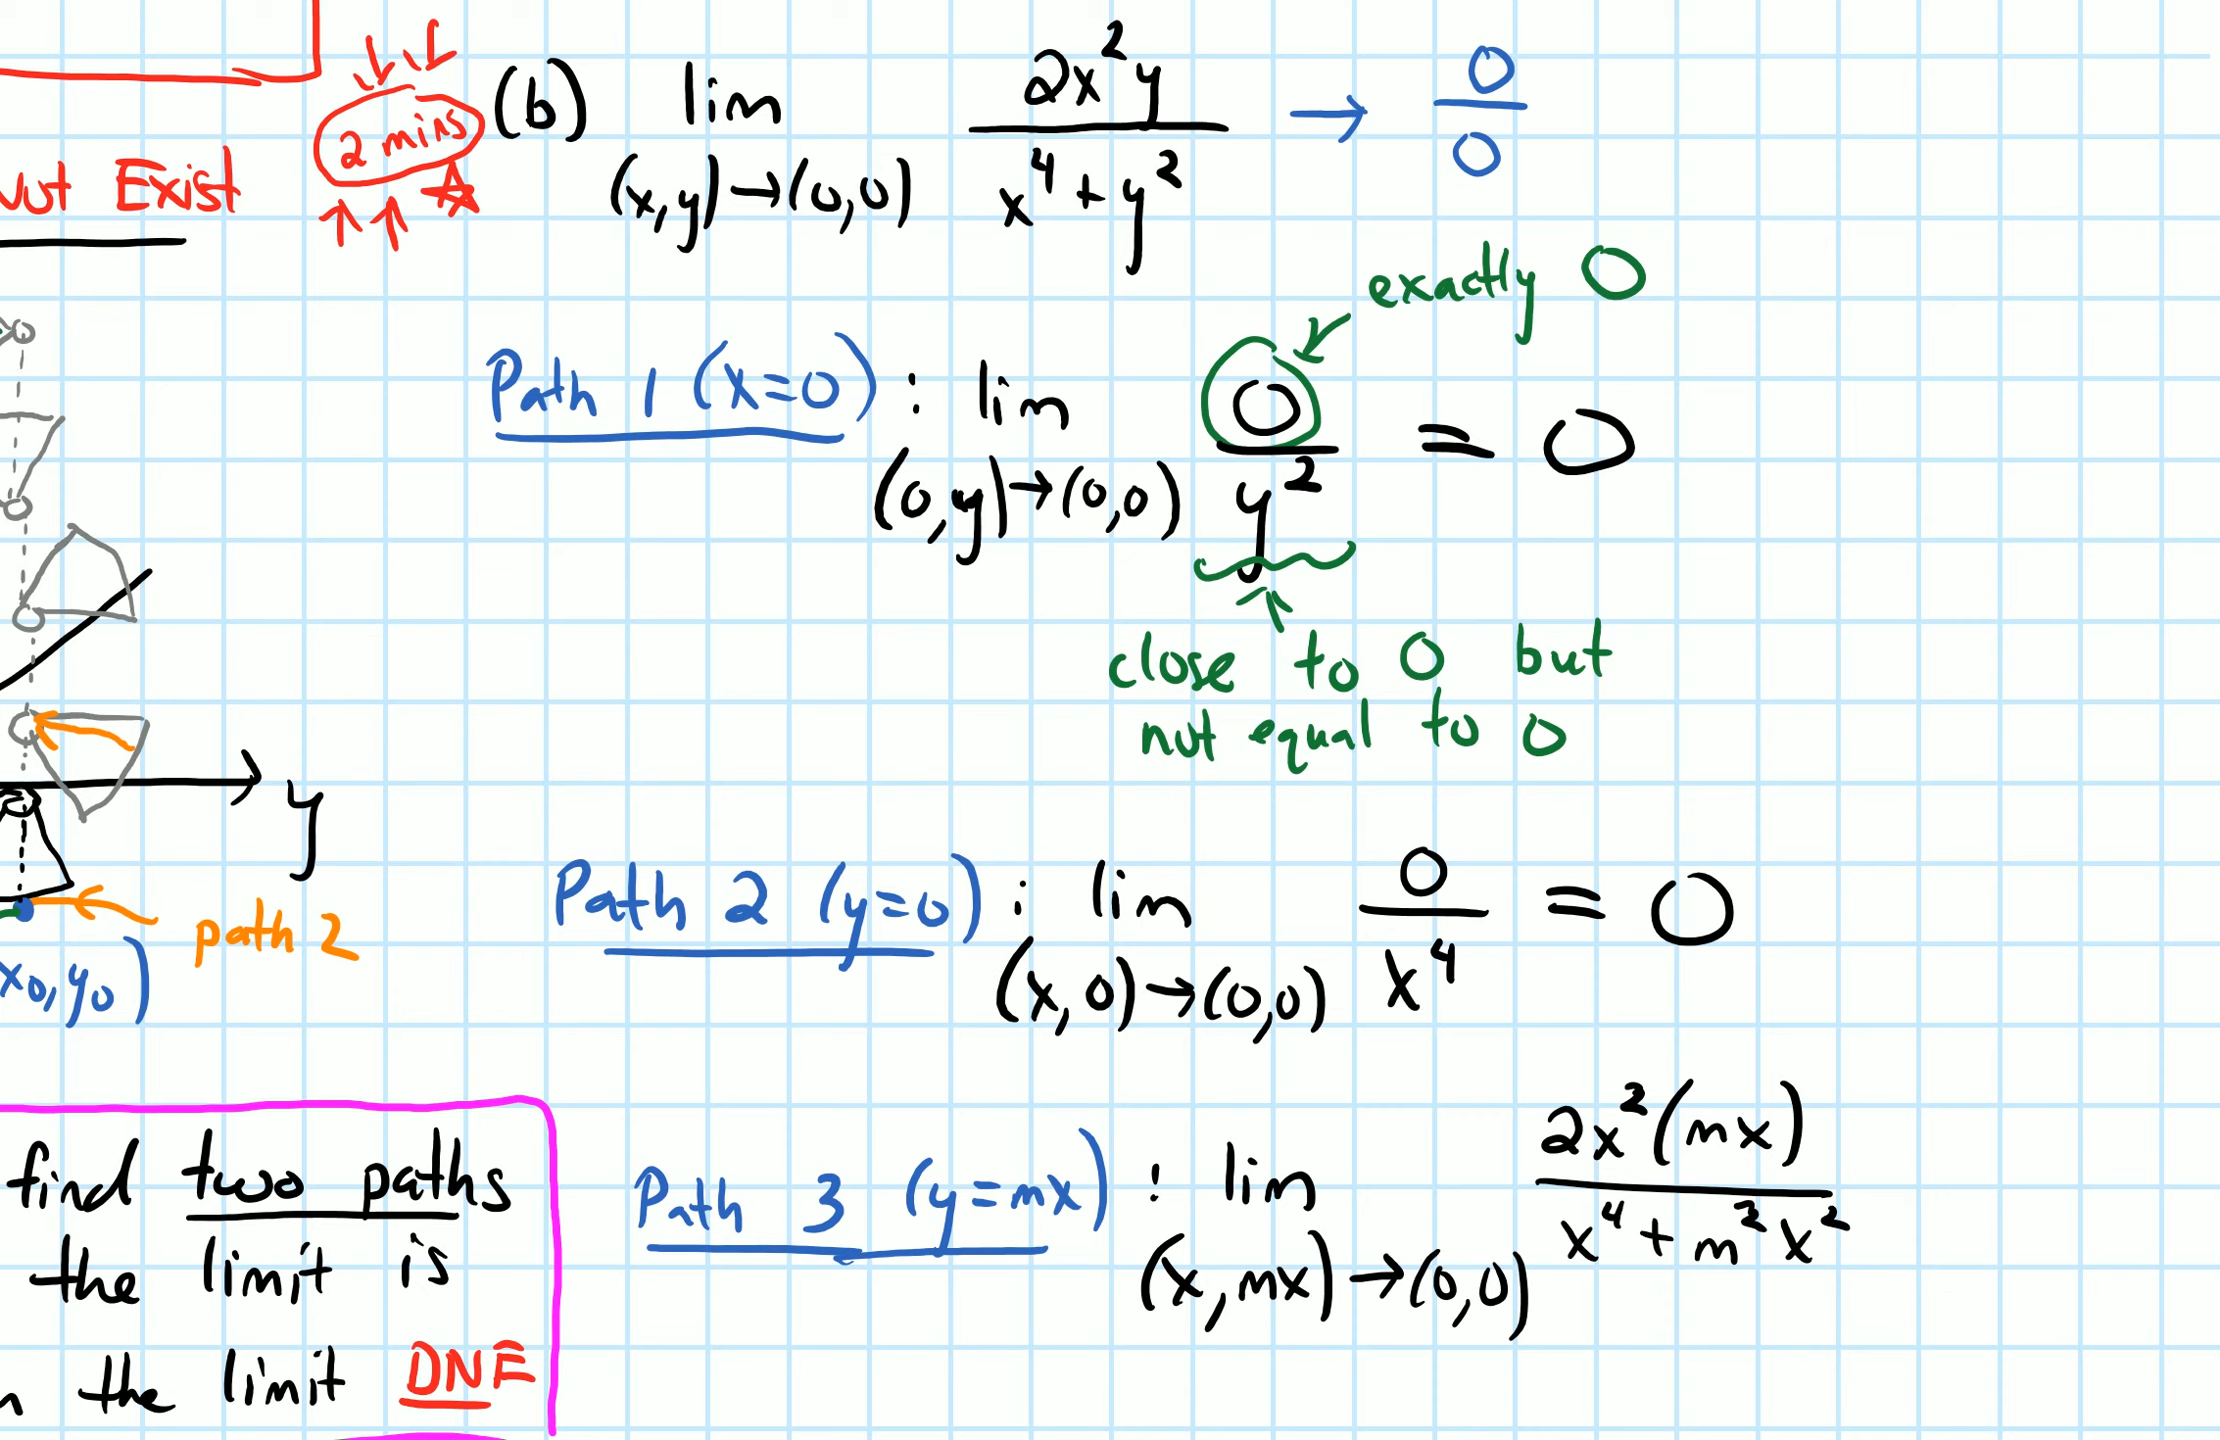 Not Exist
2 mins
(b) lim (x,y)→(0,0) 2x²y / x⁴+y² → 0/0
exactly 0
Path 1 (x=0) : lim (0,y)→(0,0) 0/y² = 0
close to 0 but
not equal to 0
y
path 2
x₀,y₀)
Path 2 (y=0) : lim (x,0)→(0,0) 0/x⁴ = 0
Path 3 (y=mx) : lim (x,mx)→(0,0) 2x²(mx) / x⁴+m²x²
find two paths
the limit is
the limit DNE